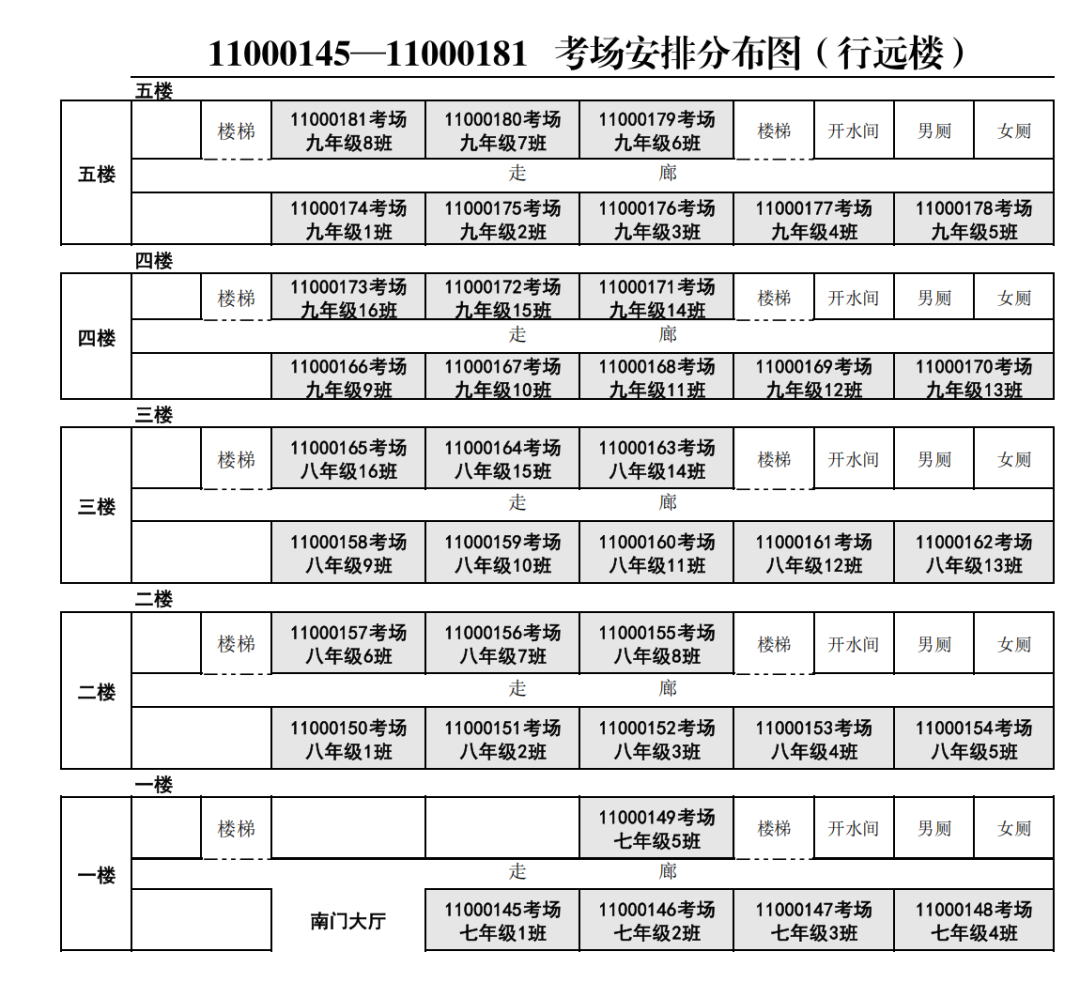 11000145—11000181 考场安排分布图（行远楼）
五楼
五楼
楼梯
11000181考场
九年级8班
11000180考场
九年级7班
11000179考场
九年级6班
楼梯
开水间
男厕
女厕
走 廊
11000174考场
九年级1班
11000175考场
九年级2班
11000176考场
九年级3班
11000177考场
九年级4班
11000178考场
九年级5班
四楼
四楼
楼梯
11000173考场
九年级16班
11000172考场
九年级15班
11000171考场
九年级14班
楼梯
开水间
男厕
女厕
走 廊
11000166考场
九年级9班
11000167考场
九年级10班
11000168考场
九年级11班
11000169考场
九年级12班
11000170考场
九年级13班
三楼
三楼
楼梯
11000165考场
八年级16班
11000164考场
八年级15班
11000163考场
八年级14班
楼梯
开水间
男厕
女厕
走 廊
11000158考场
八年级9班
11000159考场
八年级10班
11000160考场
八年级11班
11000161考场
八年级12班
11000162考场
八年级13班
二楼
二楼
楼梯
11000157考场
八年级6班
11000156考场
八年级7班
11000155考场
八年级8班
楼梯
开水间
男厕
女厕
走 廊
11000150考场
八年级1班
11000151考场
八年级2班
11000152考场
八年级3班
11000153考场
八年级4班
11000154考场
八年级5班
一楼
一楼
楼梯
11000149考场
七年级5班
楼梯
开水间
男厕
女厕
走 廊
南门大厅
11000145考场
七年级1班
11000146考场
七年级2班
11000147考场
七年级3班
11000148考场
七年级4班